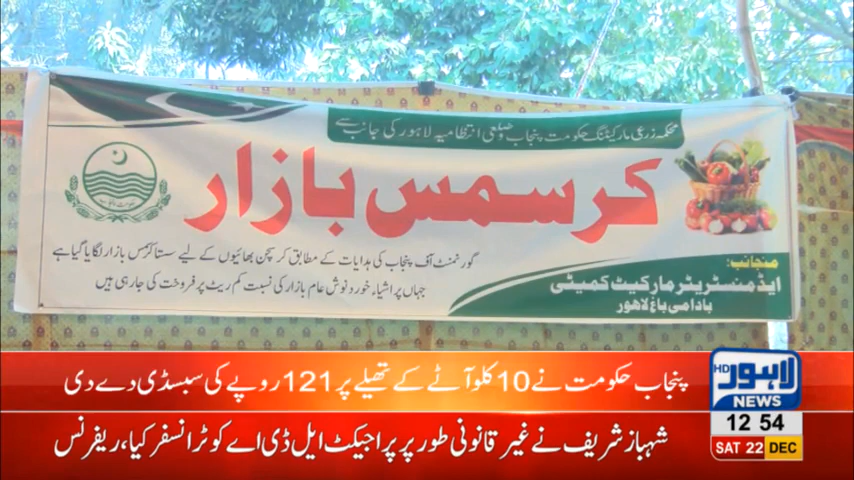 محکمہ زرعی مارکیٹنگ حکومت پنجاب و ضلعی انتظامیہ لاہور کی جانب سے
کرسمس بازار
گورنمنٹ آف پنجاب کی ہدایات کے مطابق کرسچن بھائیوں کے لیے سستا کرسمس بازار لگایا گیا ہے
جہاں پر اشیاء خورد و نوش عام بازار کی نسبت کم ریٹ پر فروخت کی جا رہی ہیں
منجانب:
ایڈمنسٹریٹر مارکیٹ کمیٹی
بادامی باغ لاہور
پنجاب حکومت نے 10 کلو آٹے کے تھیلے پر 121 روپے کی سبسڈی دے دی
شہباز شریف نے غیر قانونی طور پر پراجیکٹ ایل ڈی اے کو ٹرانسفر کیا، ریفرنس
لاہور HD
NEWS
12 54
SAT 22 DEC